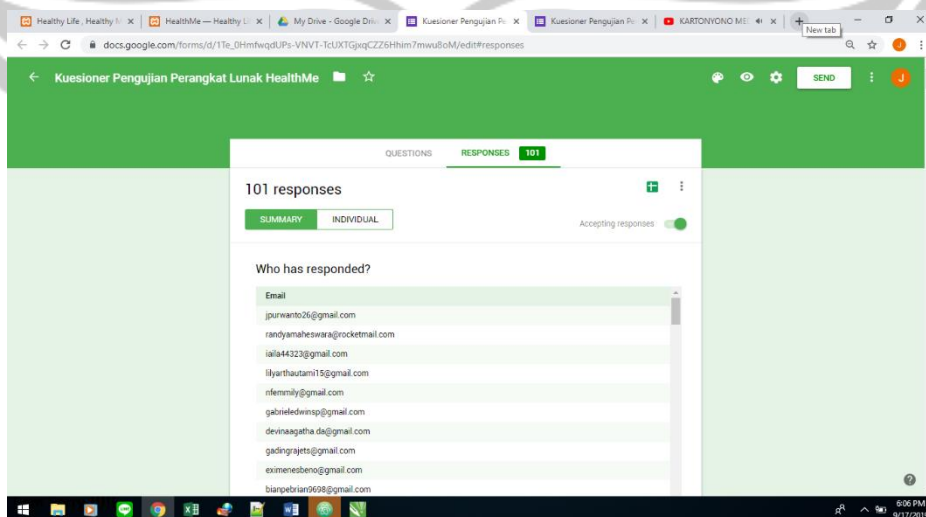 Healthy Life , Healthy M
HealthMe — Healthy Li
My Drive - Google Drive
Kuesioner Pengujian Pe
Kuesioner Pengujian Pe
KARTONYONO ME
New tab
docs.google.com/forms/d/1Te_0HmfwqdUPs-VNVT-TcUXTGjxqCZZ6Hhim7mwu8oM/edit#responses
J
Kuesioner Pengujian Perangkat Lunak HealthMe
SEND
J
QUESTIONS
RESPONSES 101
101 responses
SUMMARY
INDIVIDUAL
Accepting responses
Who has responded?
Email
jpurwanto26@gmail.com
randyamaheswara@rocketmail.com
iaila44323@gmail.com
lilyarthautami15@gmail.com
nfemmily@gmail.com
gabrieledwinsp@gmail.com
devinaagatha.da@gmail.com
gadingrajets@gmail.com
eximenesbeno@gmail.com
bianpebrian9698@gmail.com
6:06 PM